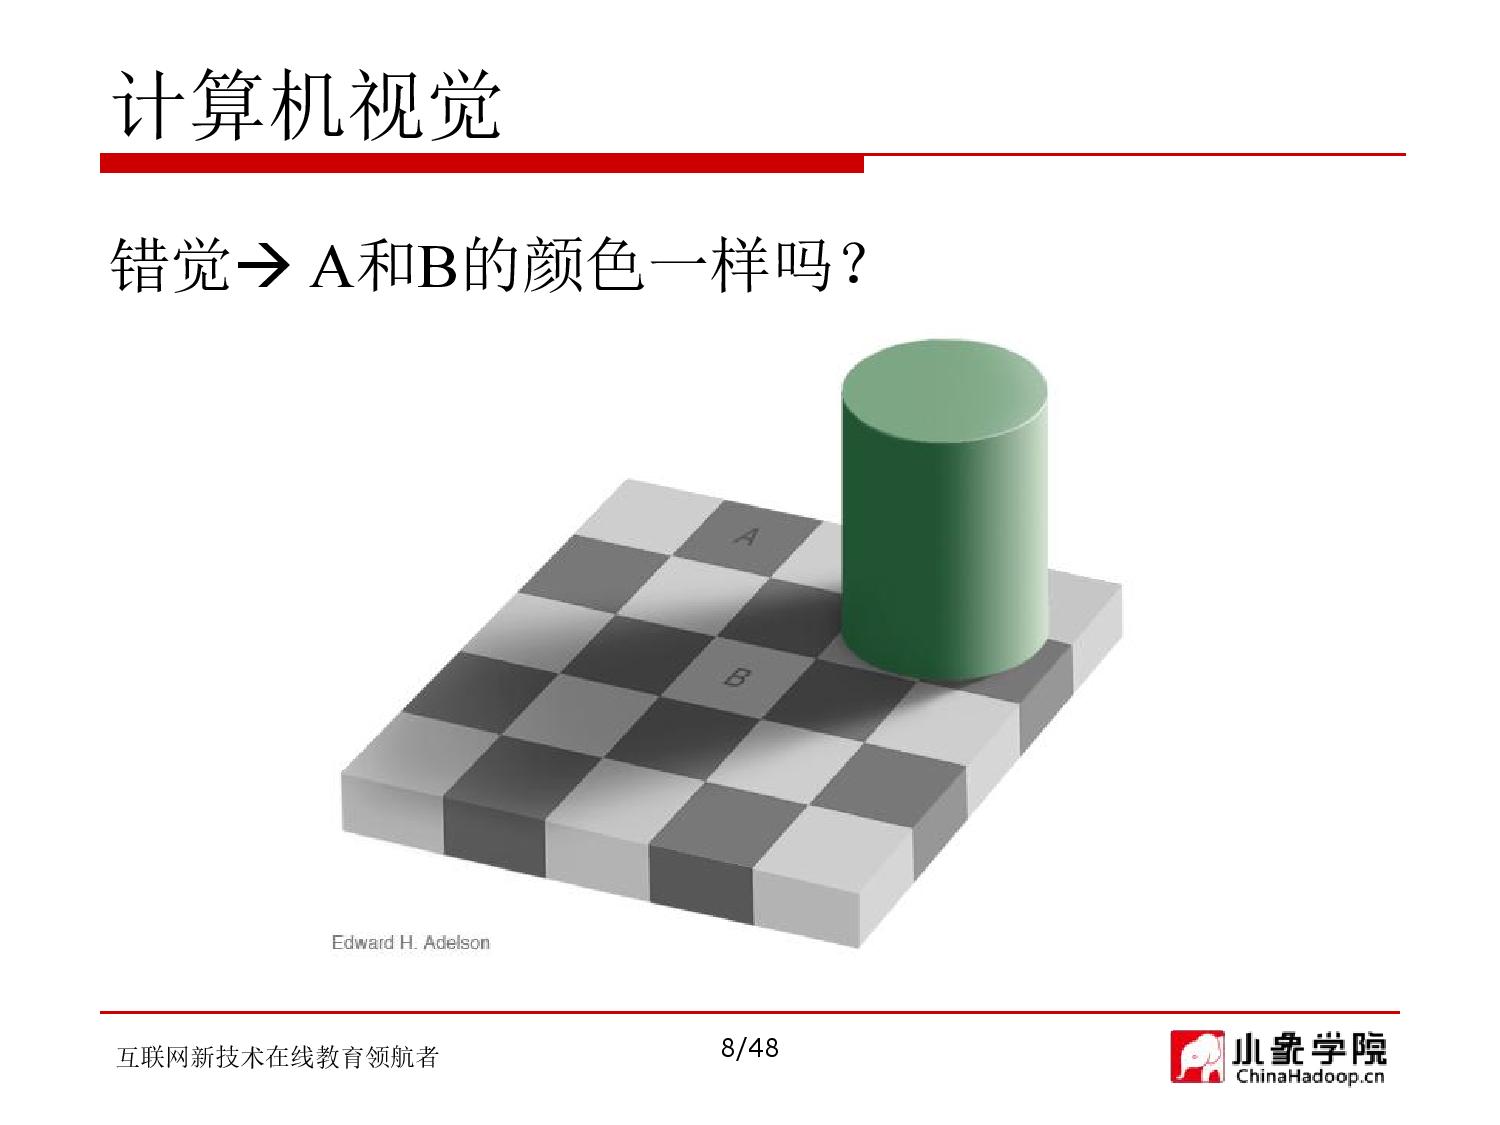 计算机视觉
错觉→ A和B的颜色一样吗？
A
B
Edward H. Adelson
互联网新技术在线教育领航者
8/48
小象学院
ChinaHadoop.cn